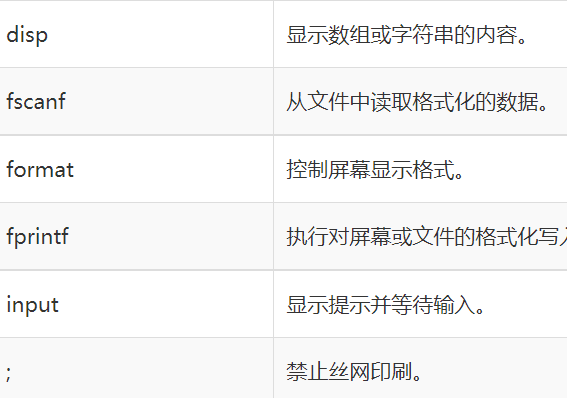 disp 显示数组或字符串的内容。
fscanf 从文件中读取格式化的数据。
format 控制屏幕显示格式。
fprintf 执行对屏幕或文件的格式化写入
input 显示提示并等待输入。
; 禁止丝网印刷。